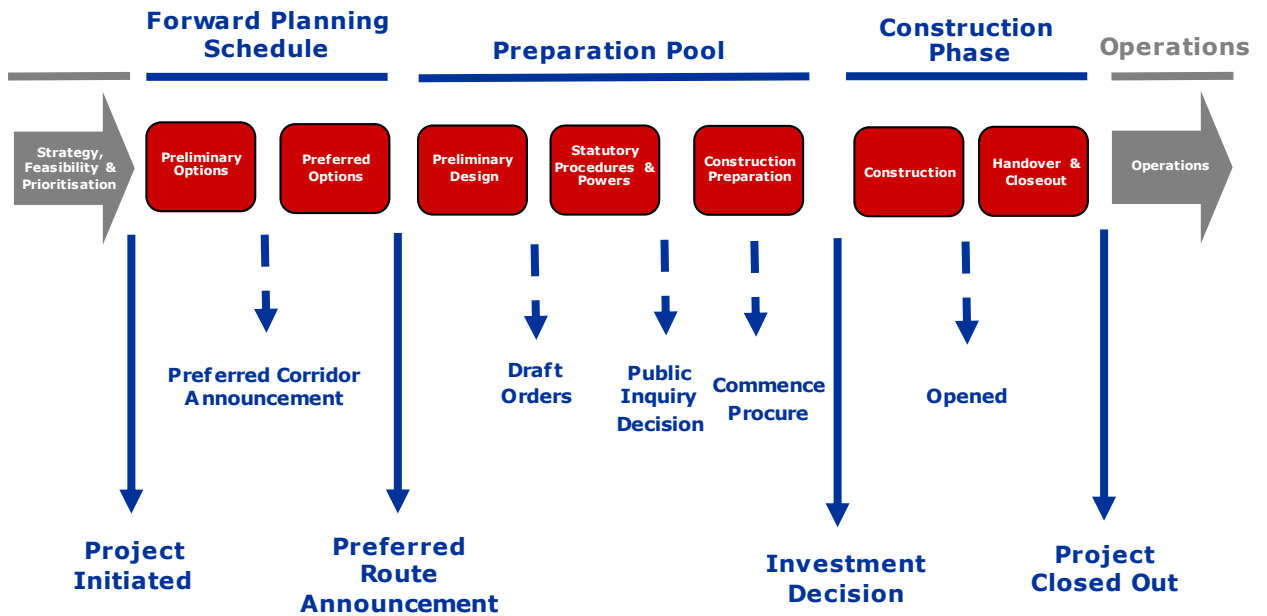 Forward Planning
Schedule
Preparation Pool
Construction
Phase
Operations
Strategy,
Feasibility &
Prioritisation
Preliminary
Options
Preferred
Options
Preliminary
Design
Statutory
Procedures &
Powers
Construction
Preparation
Construction
Handover &
Closeout
Operations
Preferred Corridor
Announcement
Draft
Orders
Public
Inquiry
Decision
Commence
Procure
Opened
Project
Initiated
Preferred
Route
Announcement
Investment
Decision
Project
Closed Out